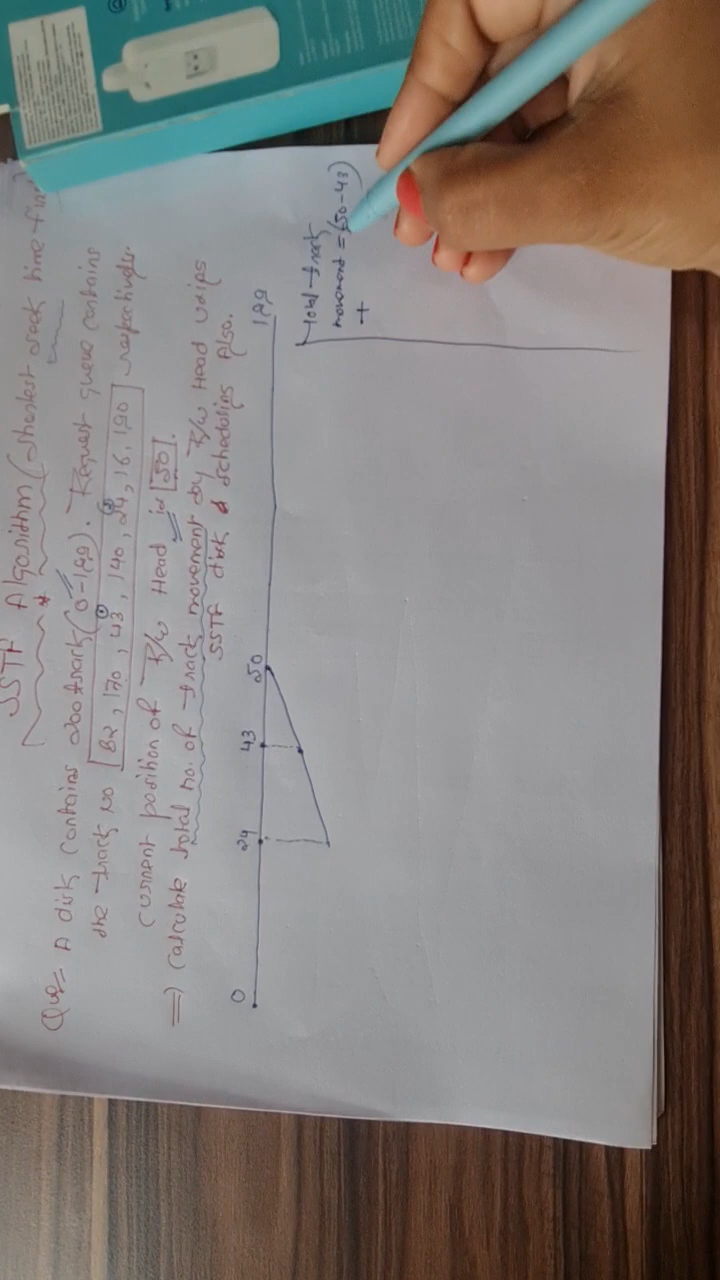 SSTF Algorithm (shortest seek time first)
Que= A disk contains 200 track (0-199). Request queue contains
the track no [82, 170, 43, 140, 24, 16, 190] respectively.
current position of R/W Head is [50].
=> calculate total no. of track movement by R/W Head using
SSTF disk scheduling Algo.
0 24 43 50 199
Total track
movement = (50-43)
+